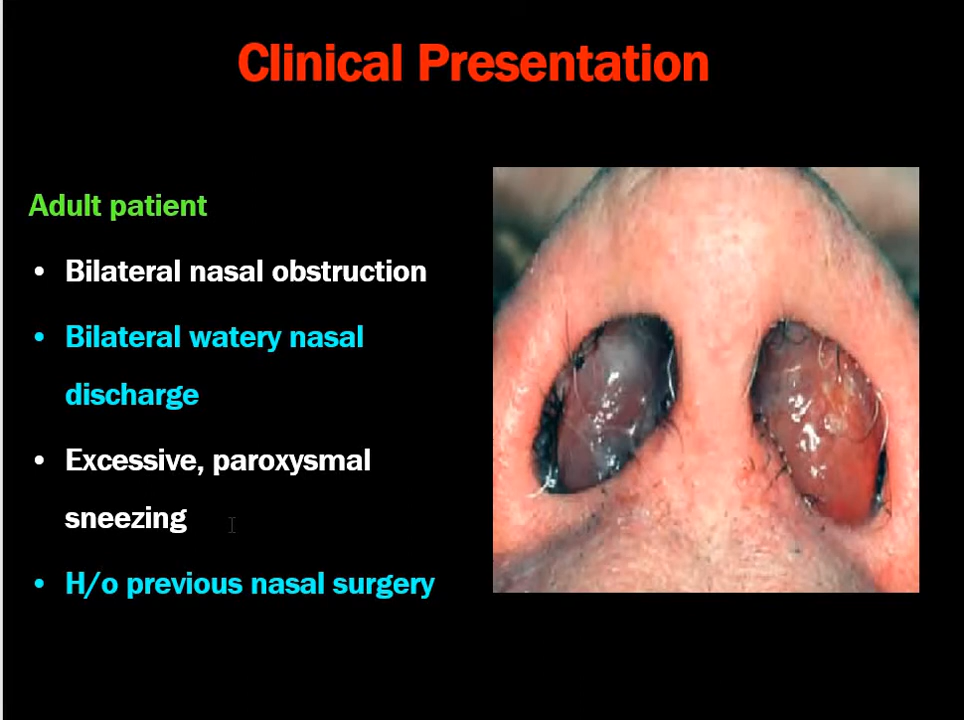 Clinical Presentation
Adult patient
• Bilateral nasal obstruction
• Bilateral watery nasal
discharge
• Excessive, paroxysmal
sneezing
• H/o previous nasal surgery